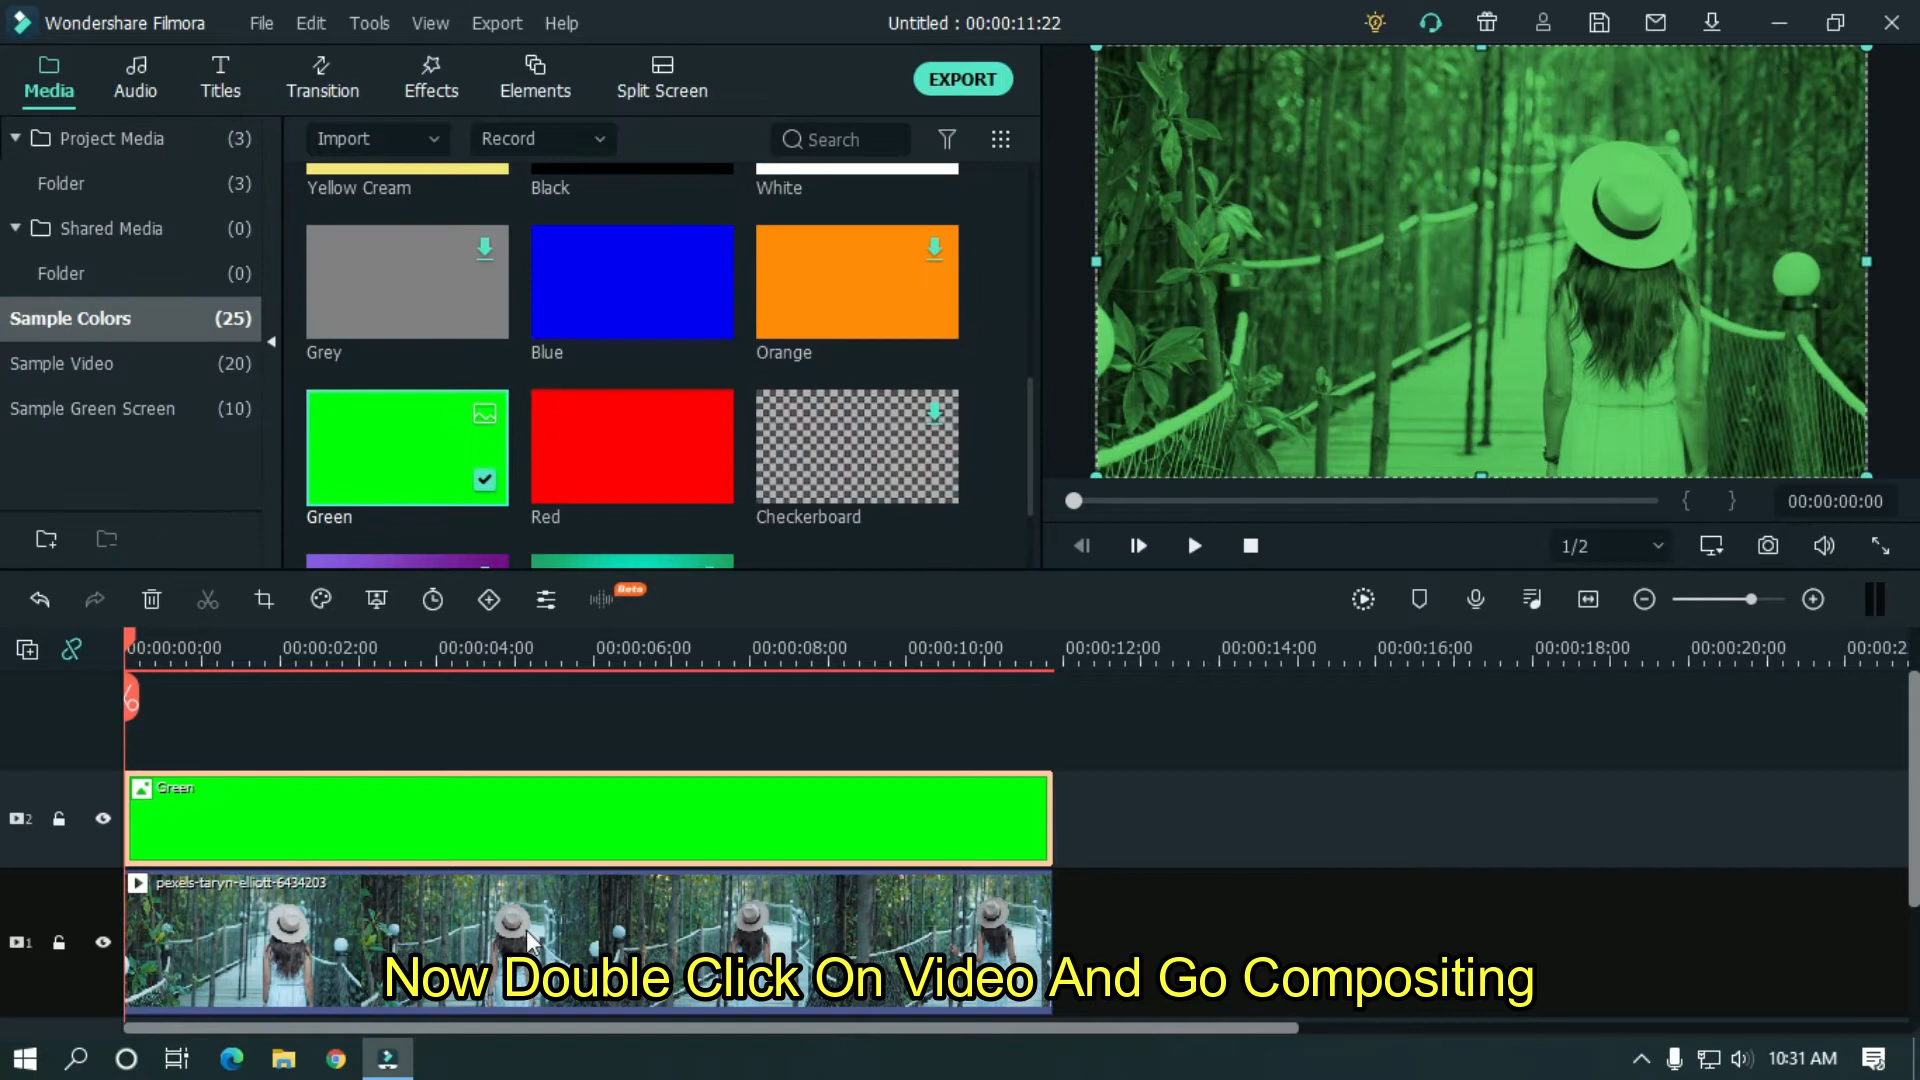 Wondershare Filmora File Edit Tools View Export Help Untitled : 00:00:11:22
Media Audio Titles Transition Effects Elements Split Screen EXPORT
Project Media (3)
Folder (3)
Shared Media (0)
Folder (0)
Sample Colors (25)
Sample Video (20)
Sample Green Screen (10)
Import Record Search
Yellow Cream Black White
Grey Blue Orange
Green Red Checkerboard
{ } 00:00:00:00
1/2
Beta
00:00:00:00 00:00:02:00 00:00:04:00 00:00:06:00 00:00:08:00 00:00:10:00 00:00:12:00 00:00:14:00 00:00:16:00 00:00:18:00 00:00:20:00 00:00:2
Green
2
pexels-taryn-elliott-6434203
1
Now Double Click On Video And Go Compositing
10:31 AM